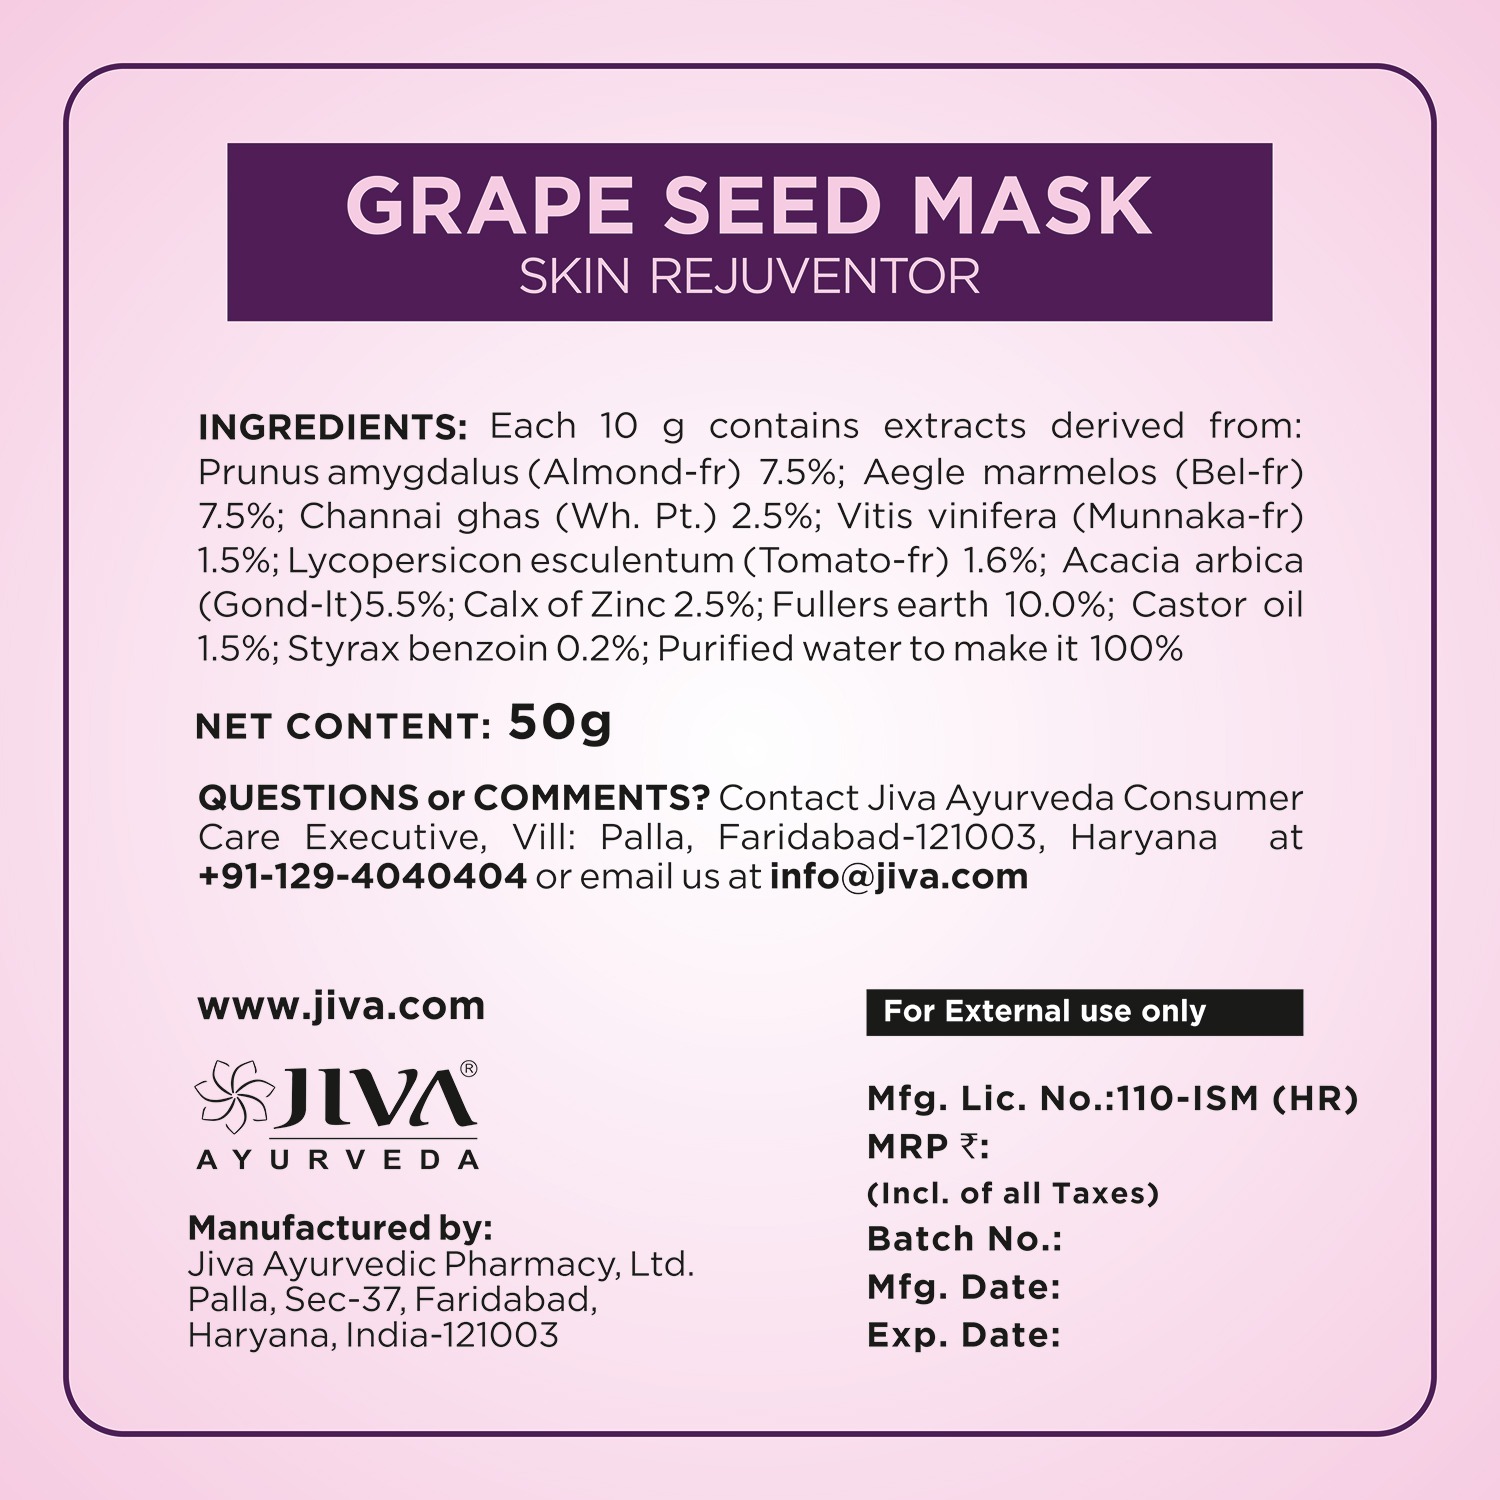 GRAPE SEED MASK
SKIN REJUVENTOR
INGREDIENTS: Each 10 g contains extracts derived from:
Prunus amygdalus (Almond-fr) 7.5%; Aegle marmelos (Bel-fr)
7.5%; Channai ghas (Wh. Pt.) 2.5%; Vitis vinifera (Munnaka-fr)
1.5%; Lycopersicon esculentum (Tomato-fr) 1.6%; Acacia arbica
(Gond-lt)5.5%; Calx of Zinc 2.5%; Fullers earth 10.0%; Castor oil
1.5%; Styrax benzoin 0.2%; Purified water to make it 100%
NET CONTENT: 50g
QUESTIONS or COMMENTS? Contact Jiva Ayurveda Consumer
Care Executive, Vill: Palla, Faridabad-121003, Haryana at
+91-129-4040404 or email us at info@jiva.com
www.jiva.com
JIVA®
AYURVEDA
Manufactured by:
Jiva Ayurvedic Pharmacy, Ltd.
Palla, Sec-37, Faridabad,
Haryana, India-121003
For External use only
Mfg. Lic. No.:110-ISM (HR)
MRP ₹:
(Incl. of all Taxes)
Batch No.:
Mfg. Date:
Exp. Date: